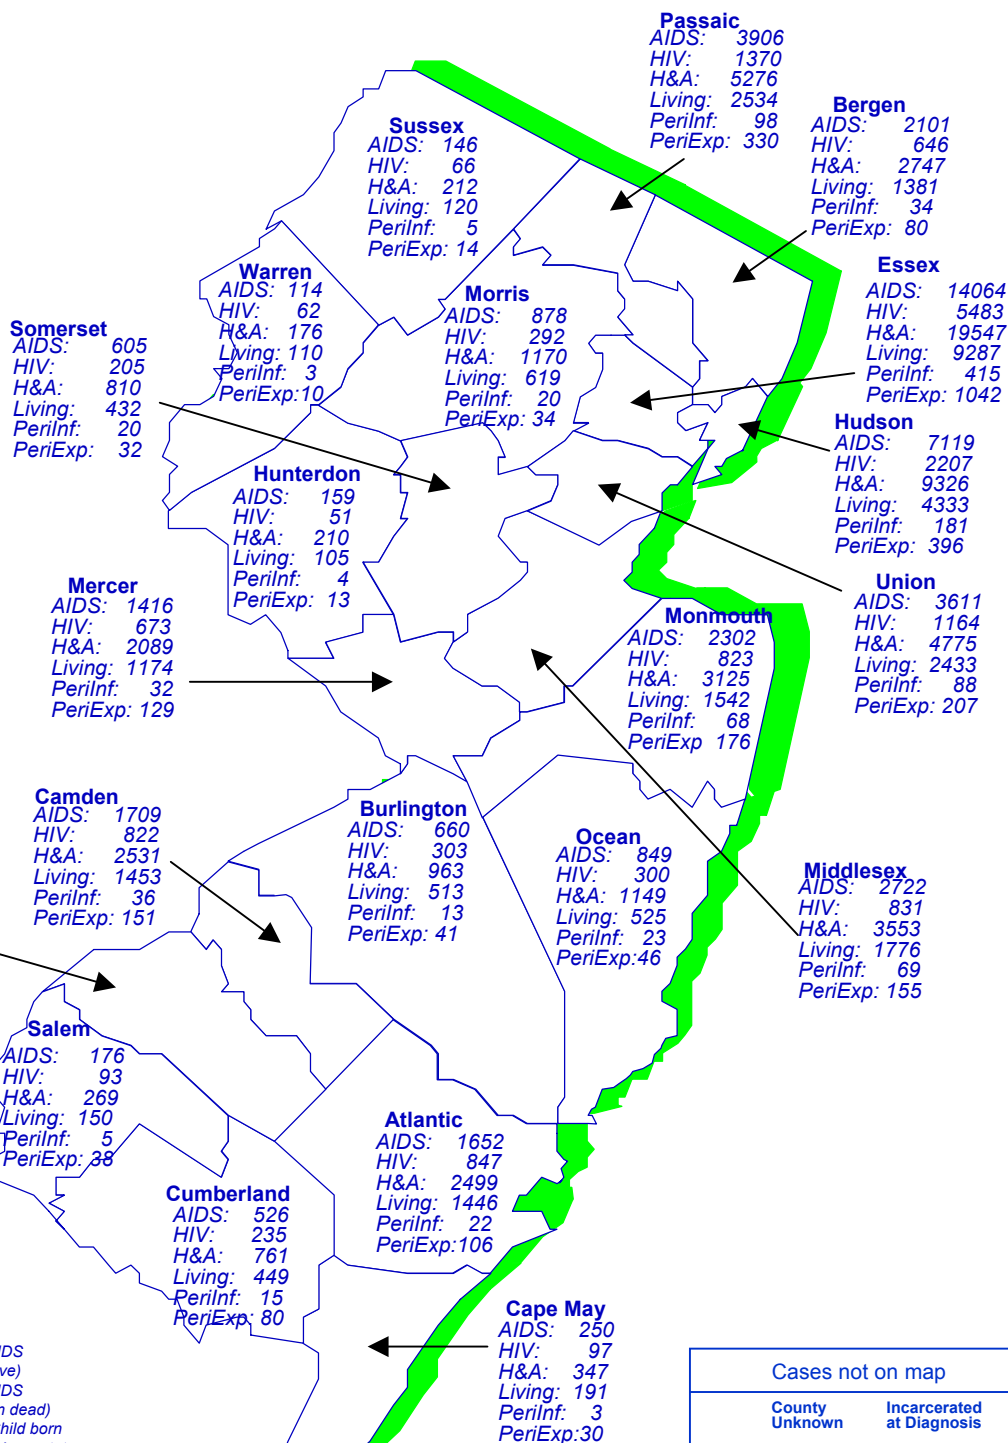 Passaic
AIDS: 3906
HIV: 1370
H&A: 5276
Living: 2534
PeriInf: 98
PeriExp: 330
Bergen
AIDS: 2101
HIV: 646
H&A: 2747
Living: 1381
PeriInf: 34
PeriExp: 80
Sussex
AIDS: 146
HIV: 66
H&A: 212
Living: 120
PeriInf: 5
PeriExp: 14
Essex
AIDS: 14064
HIV: 5483
H&A: 19547
Living: 9287
PeriInf: 415
PeriExp: 1042
Warren
AIDS: 114
HIV: 62
H&A: 176
Living: 110
PeriInf: 3
PeriExp:10
Morris
AIDS: 878
HIV: 292
H&A: 1170
Living: 619
PeriInf: 20
PeriExp: 34
Somerset
AIDS: 605
HIV: 205
H&A: 810
Living: 432
PeriInf: 20
PeriExp: 32
Hudson
AIDS: 7119
HIV: 2207
H&A: 9326
Living: 4333
PeriInf: 181
PeriExp: 396
Hunterdon
AIDS: 159
HIV: 51
H&A: 210
Living: 105
PeriInf: 4
PeriExp: 13
Mercer
AIDS: 1416
HIV: 673
H&A: 2089
Living: 1174
PeriInf: 32
PeriExp: 129
Union
AIDS: 3611
HIV: 1164
H&A: 4775
Living: 2433
PeriInf: 88
PeriExp: 207
Monmouth
AIDS: 2302
HIV: 823
H&A: 3125
Living: 1542
PeriInf: 68
PeriExp 176
Camden
AIDS: 1709
HIV: 822
H&A: 2531
Living: 1453
PeriInf: 36
PeriExp: 151
Burlington
AIDS: 660
HIV: 303
H&A: 963
Living: 513
PeriInf: 13
PeriExp: 41
Ocean
AIDS: 849
HIV: 300
H&A: 1149
Living: 525
PeriInf: 23
PeriExp:46
Middlesex
AIDS: 2722
HIV: 831
H&A: 3553
Living: 1776
PeriInf: 69
PeriExp: 155
Salem
AIDS: 176
HIV: 93
H&A: 269
Living: 150
PeriInf: 5
PeriExp: 38
Atlantic
AIDS: 1652
HIV: 847
H&A: 2499
Living: 1446
PeriInf: 22
PeriExp:106
Cumberland
AIDS: 526
HIV: 235
H&A: 761
Living: 449
PeriInf: 15
PeriExp: 80
Cape May
AIDS: 250
HIV: 97
H&A: 347
Living: 191
PeriInf: 3
PeriExp:30
dead)
born
Cases not on map
County Unknown
Incarcerated at Diagnosis